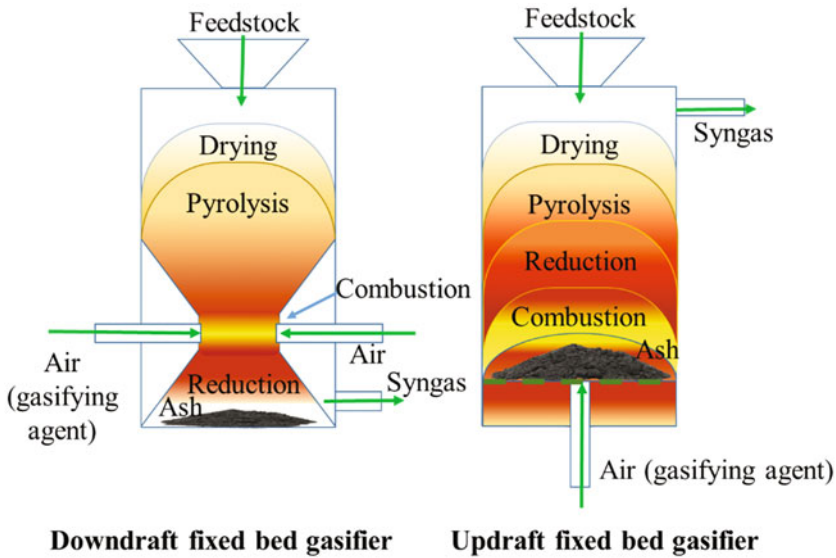 Feedstock
Drying
Pyrolysis
Combustion
Air
(gasifying
agent)
Air
Reduction
Syngas
Ash
Downdraft fixed bed gasifier
Feedstock
Syngas
Drying
Pyrolysis
Reduction
Combustion
Ash
Air (gasifying agent)
Updraft fixed bed gasifier